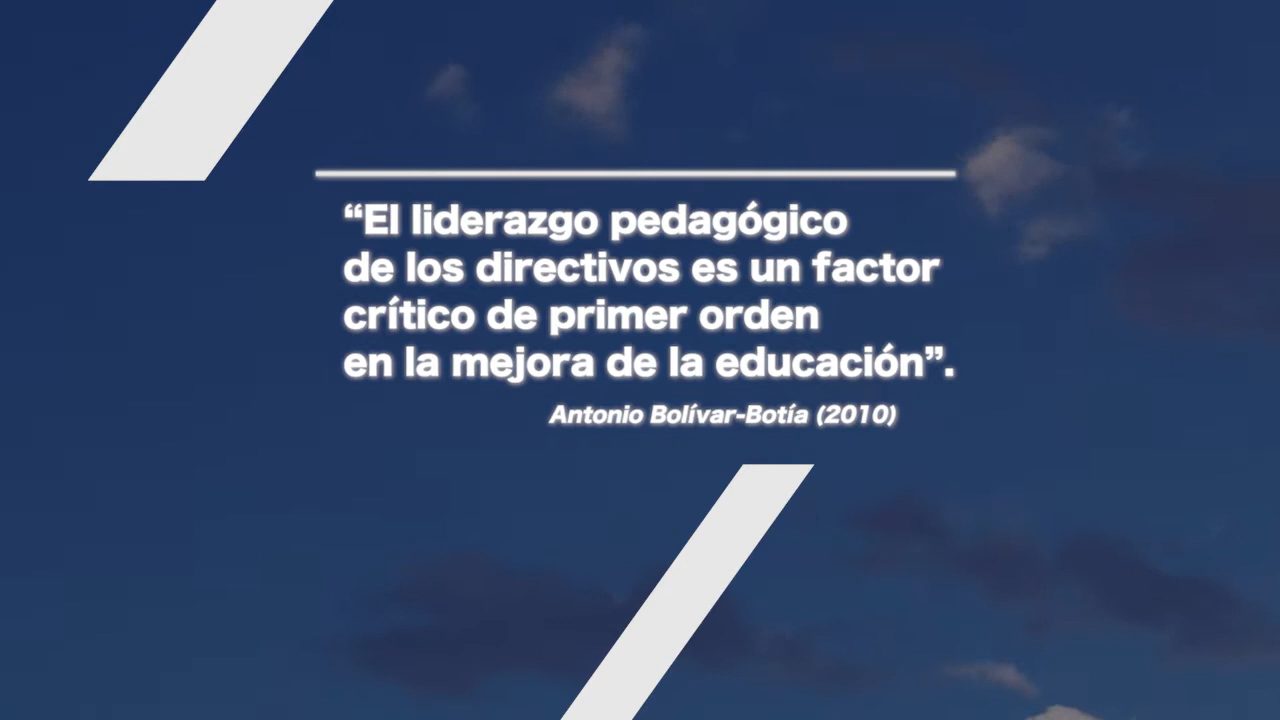 “El liderazgo pedagógico
de los directivos es un factor
crítico de primer orden
en la mejora de la educación”.
Antonio Bolívar-Botía (2010)